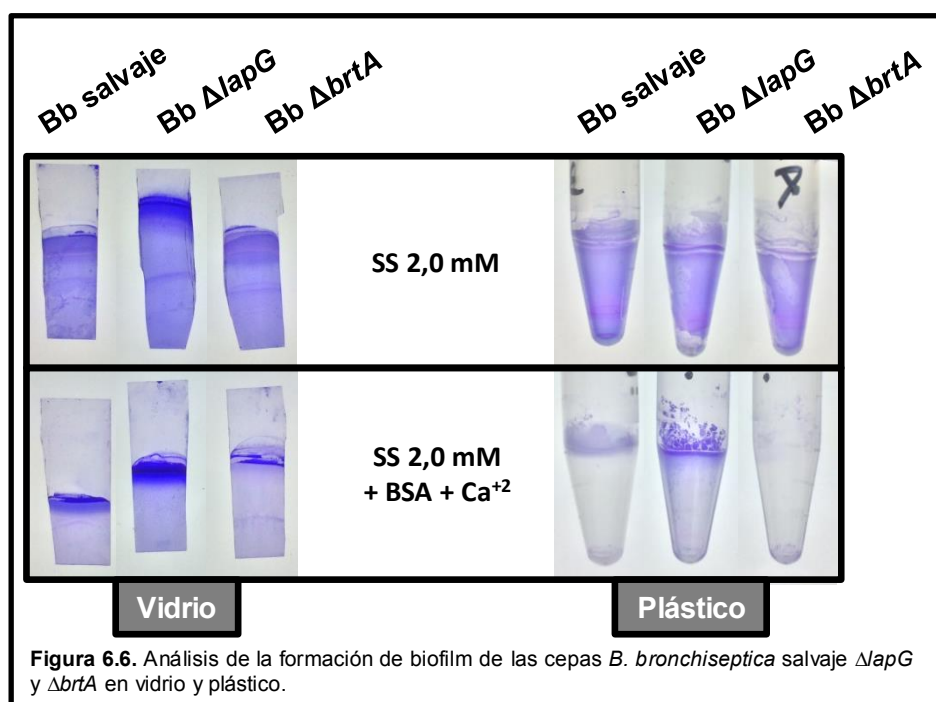 Bb salvaje
Bb ΔlapG
Bb ΔbrtA
Bb salvaje
Bb ΔlapG
Bb ΔbrtA
SS 2,0 mM
SS 2,0 mM
+ BSA + Ca+2
Vidrio
Plástico
Figura 6.6. Análisis de la formación de biofilm de las cepas B. bronchiseptica salvaje ΔlapG
y ΔbrtA en vidrio y plástico.